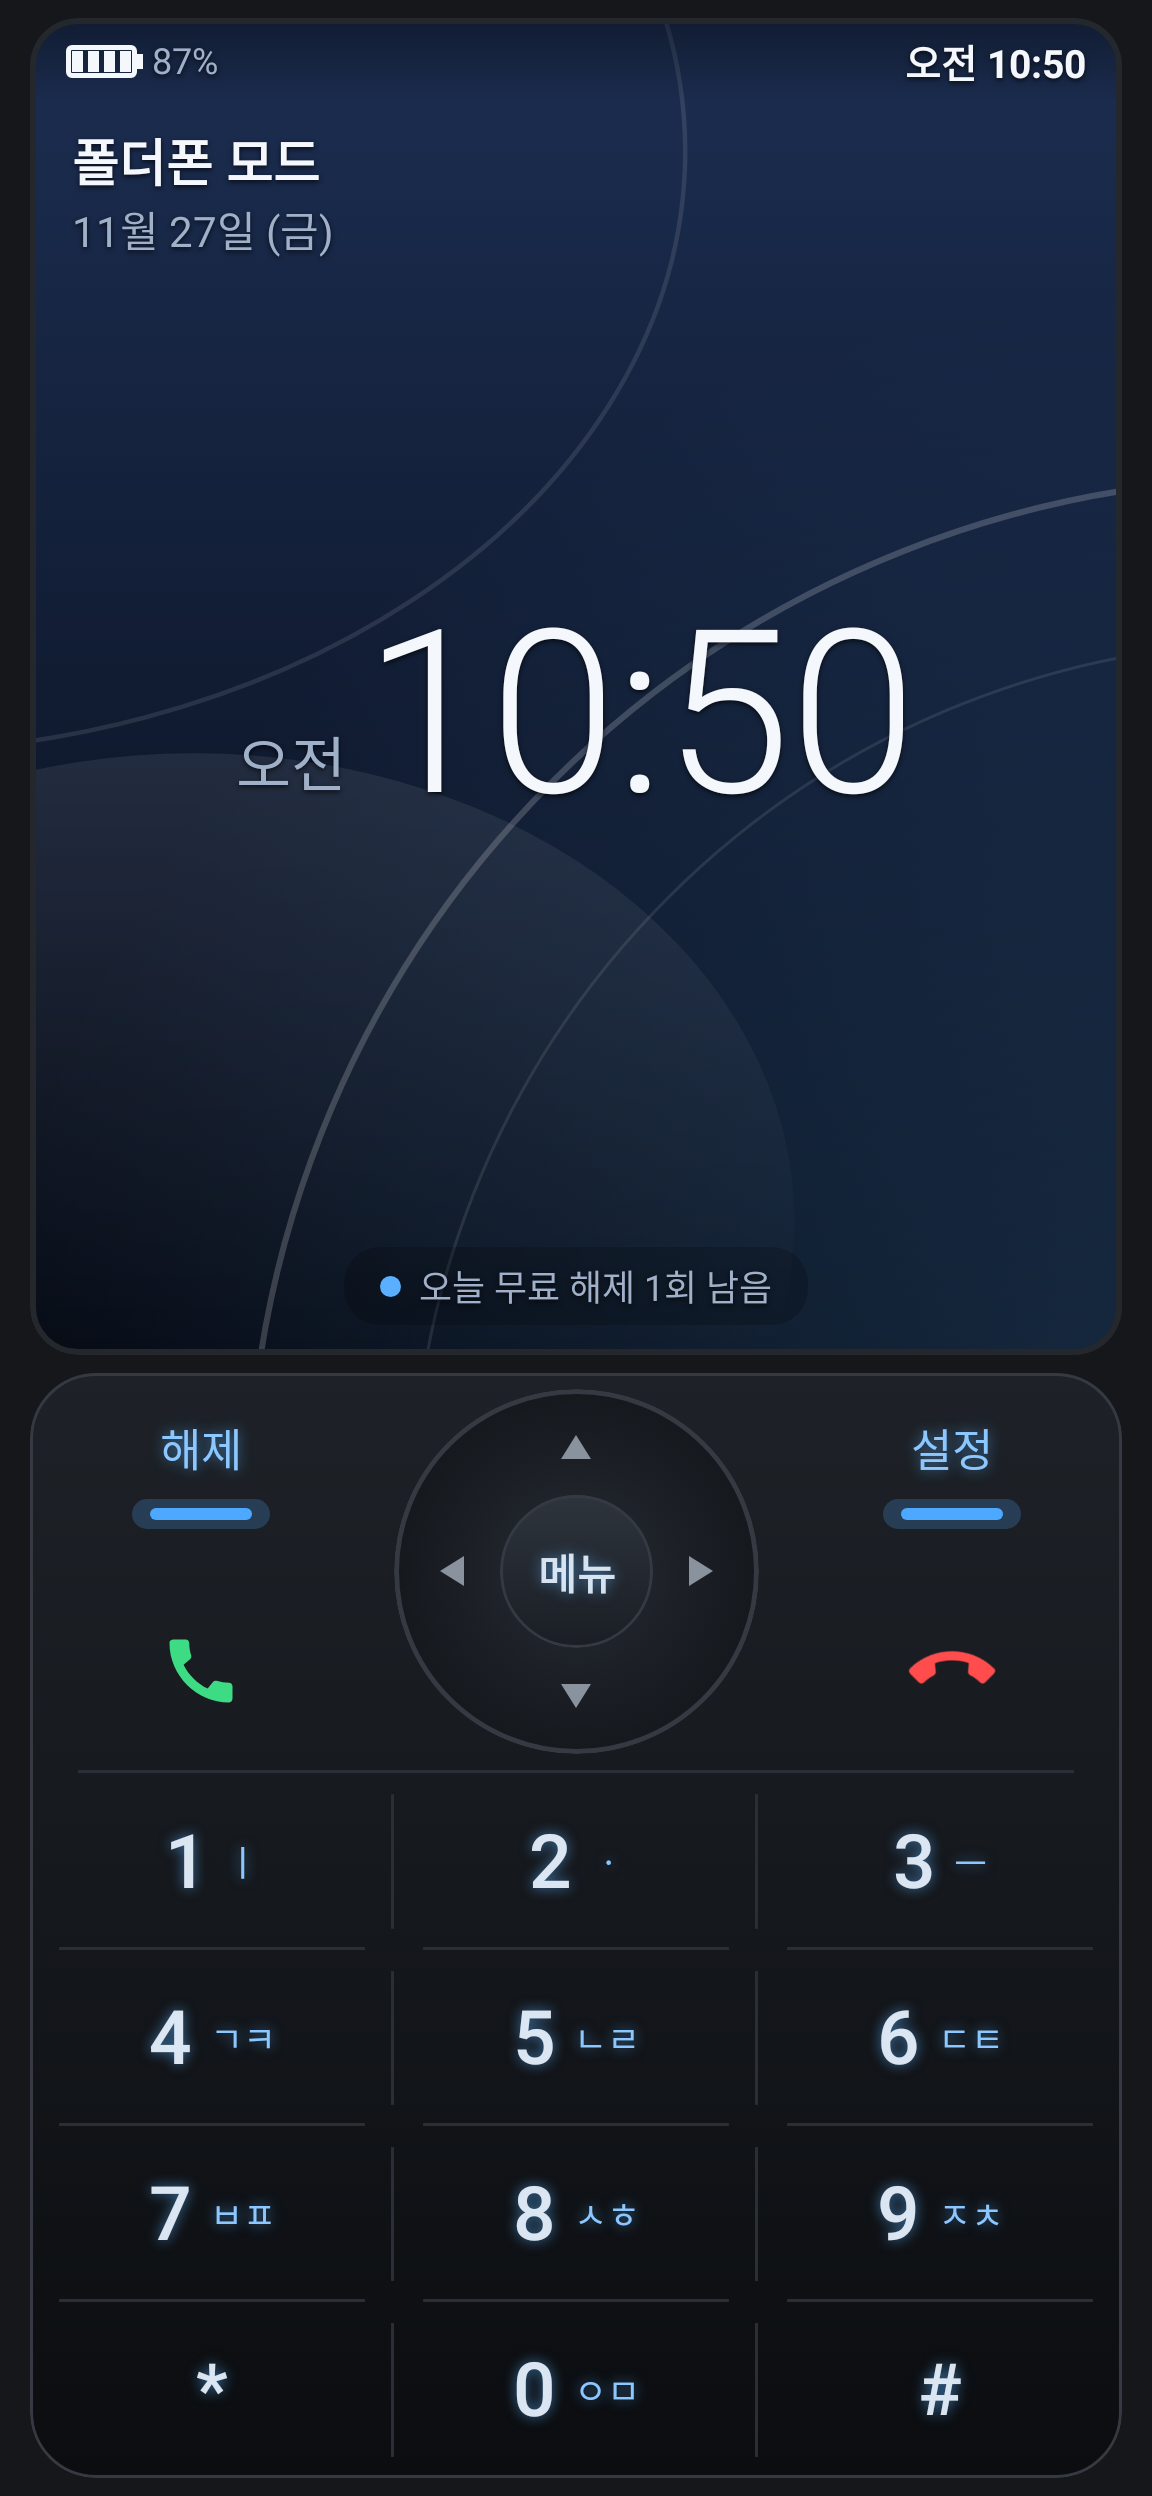 87%
오전 10:50
폴더폰 모드
11월 27일 (금)
오전 10:50
오늘 무료 해제 1회 남음
해제
설정
메뉴
1 ㅣ
2 ·
3 ㅡ
4 ㄱㅋ
5 ㄴㄹ
6 ㄷㅌ
7 ㅂㅍ
8 ㅅㅎ
9 ㅈㅊ
*
0 ㅇㅁ
#